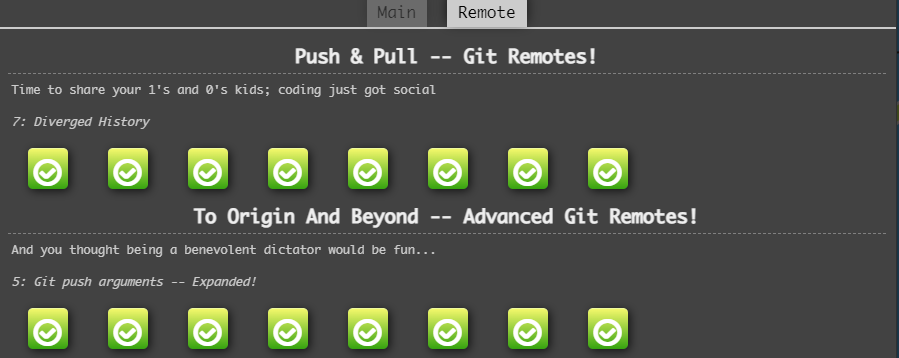 Main Remote
Push & Pull -- Git Remotes!
Time to share your 1's and 0's kids; coding just got social
7: Diverged History
To Origin And Beyond -- Advanced Git Remotes!
And you thought being a benevolent dictator would be fun...
5: Git push arguments -- Expanded!